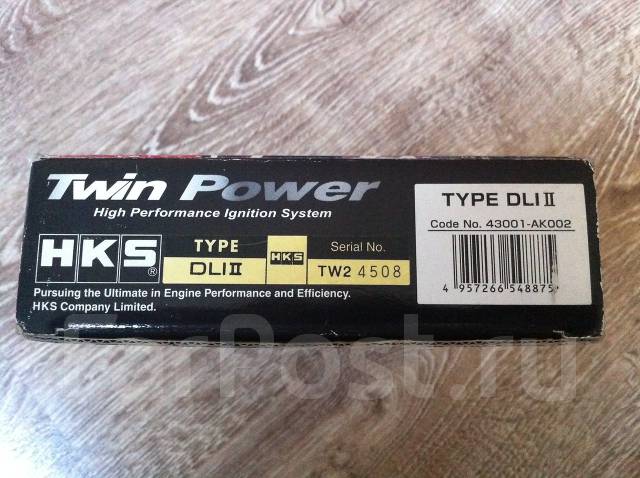 Twin Power
High Performance Ignition System
HKS®
TYPE
DLI II
HKS
Serial No.
TW2 4508
Pursuing the Ultimate in Engine Performance and Efficiency.
HKS Company Limited.
TYPE DLI II
Code No. 43001-AK002
4 957266 548875